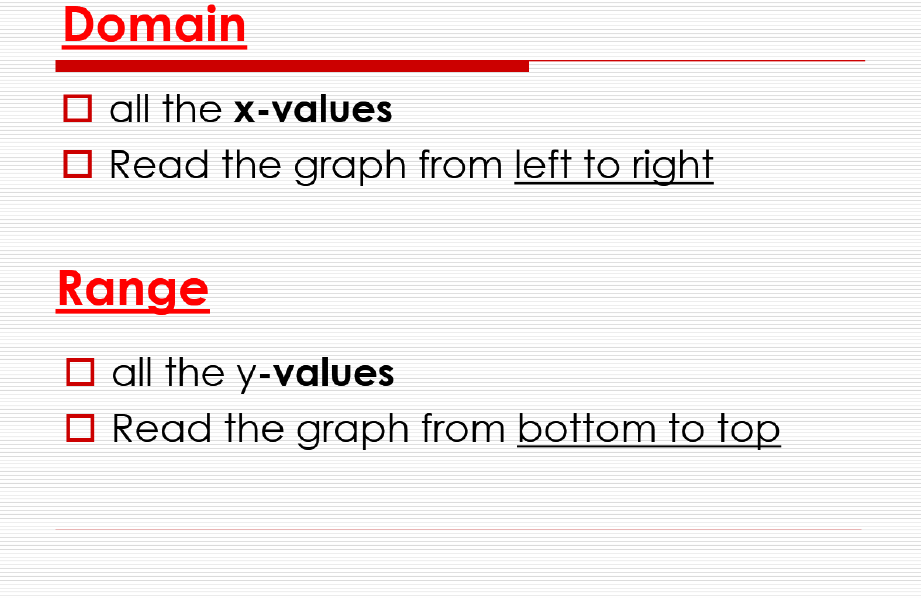 Domain
all the x-values
Read the graph from left to right
Range
all the y-values
Read the graph from bottom to top